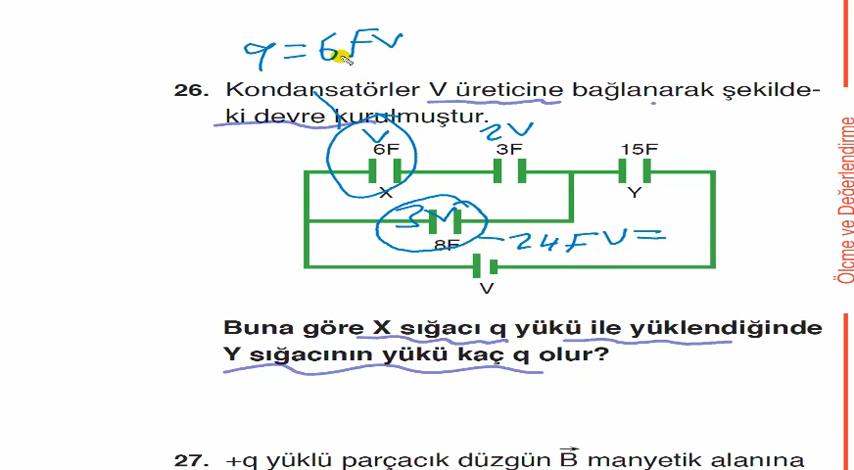 q = 6FV
26. Kondansatörler V üreticine bağlanarak şekilde-
ki devre kurulmuştur.
V 2V
6F 3F 15F
X Y
3V
8F 24FV=
V
Buna göre X sığacı q yükü ile yüklendiğinde
Y sığacının yükü kaç q olur?
27. +q yüklü parçacık düzgün B⃗ manyetik alanına
Ölçme ve Değerlendirme